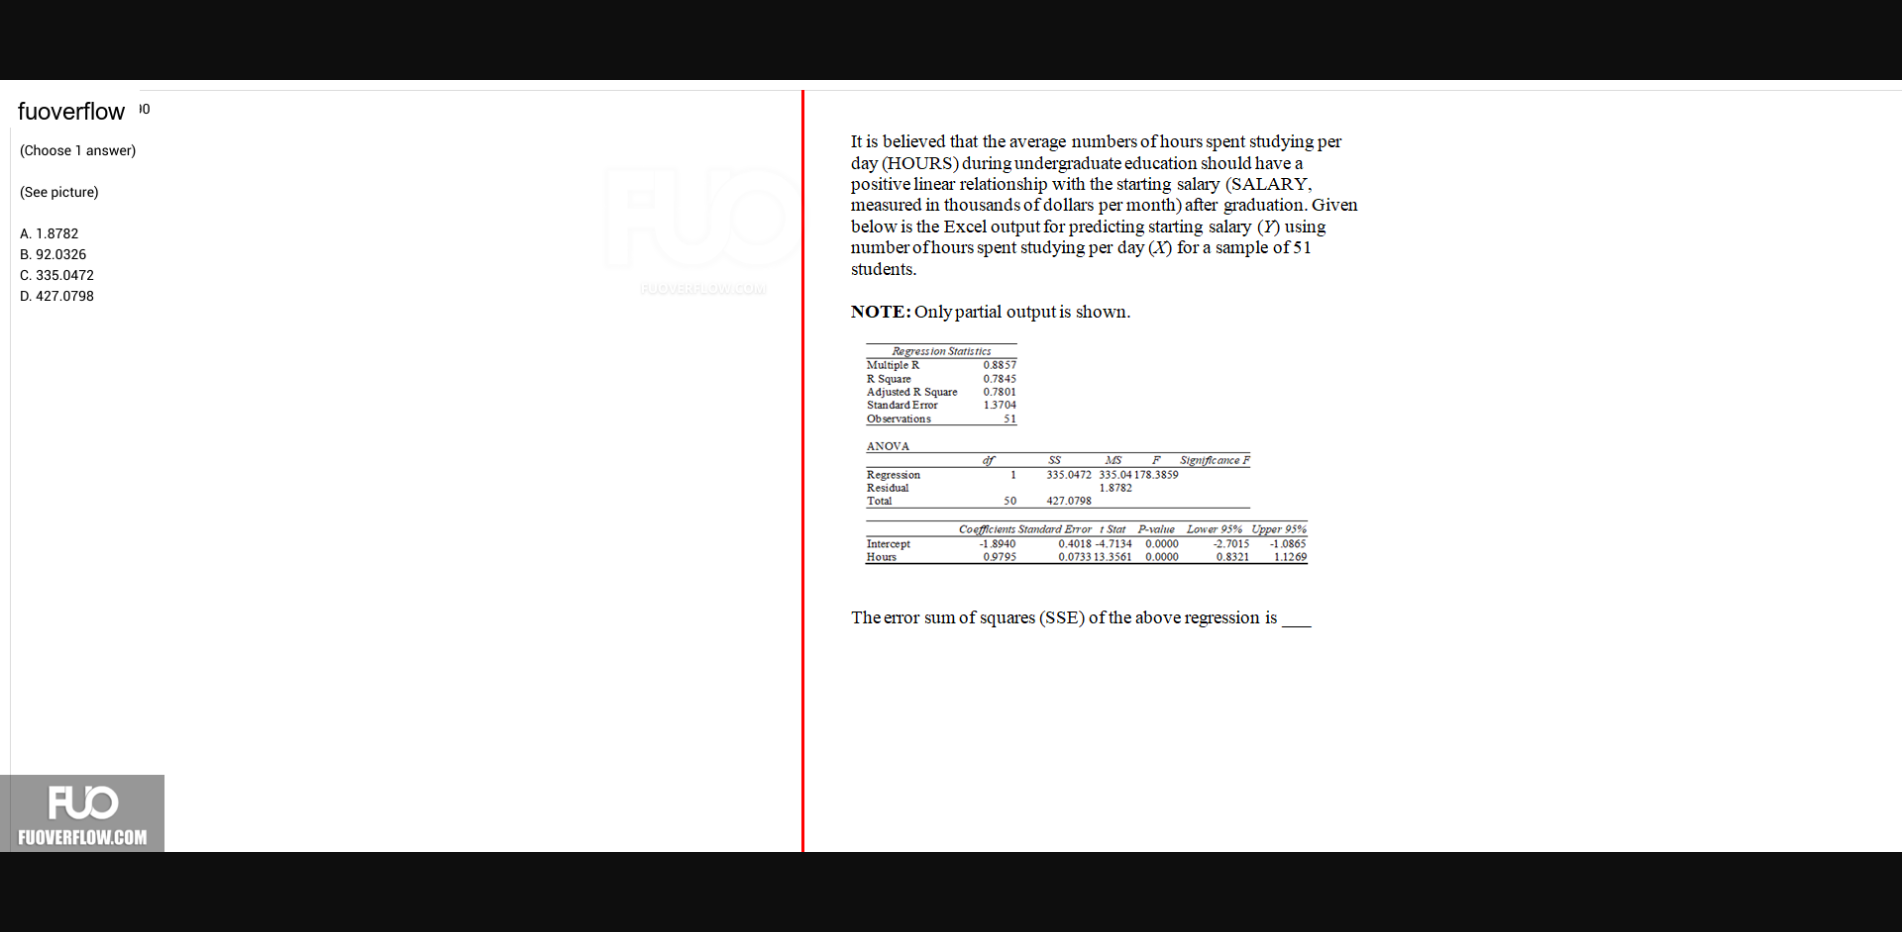 fuoverflow
(Choose 1 answer)
(See picture)
A. 1.8782
B. 92.0326
C. 335.0472
D. 427.0798
FUO
FUOVERFLOW.COM
It is believed that the average numbers of hours spent studying per
day (HOURS) during undergraduate education should have a
positive linear relationship with the starting salary (SALARY,
measured in thousands of dollars per month) after graduation. Given
below is the Excel output for predicting starting salary (Y) using
number of hours spent studying per day (X) for a sample of 51
students.
NOTE: Only partial output is shown.
Regression Statistics
Multiple R 0.8857
R Square 0.7845
Adjusted R Square 0.7801
Standard Error 1.3704
Observations 51
ANOVA
df SS MS F Significance F
Regression 1 335.0472 335.04 178.3859
Residual 1.8782
Total 50 427.0798
Coefficients Standard Error t Stat P-value Lower 95% Upper 95%
Intercept -1.8940 0.4018 -4.7134 0.0000 -2.7015 -1.0865
Hours 0.9795 0.0733 13.3561 0.0000 0.8321 1.1269
The error sum of squares (SSE) of the above regression is ___
FUO
FUOVERFLOW.COM